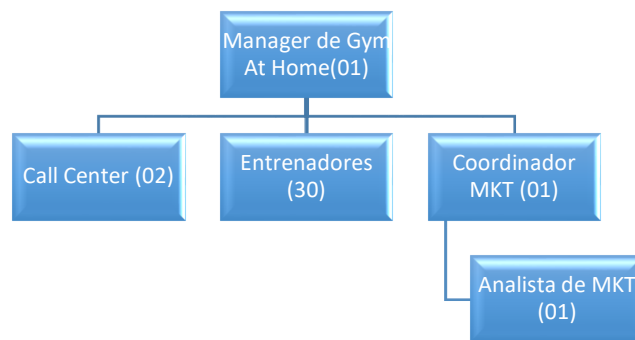 Manager de Gym
At Home(01)
Call Center (02)
Entrenadores
(30)
Coordinador
MKT (01)
Analista de MKT
(01)